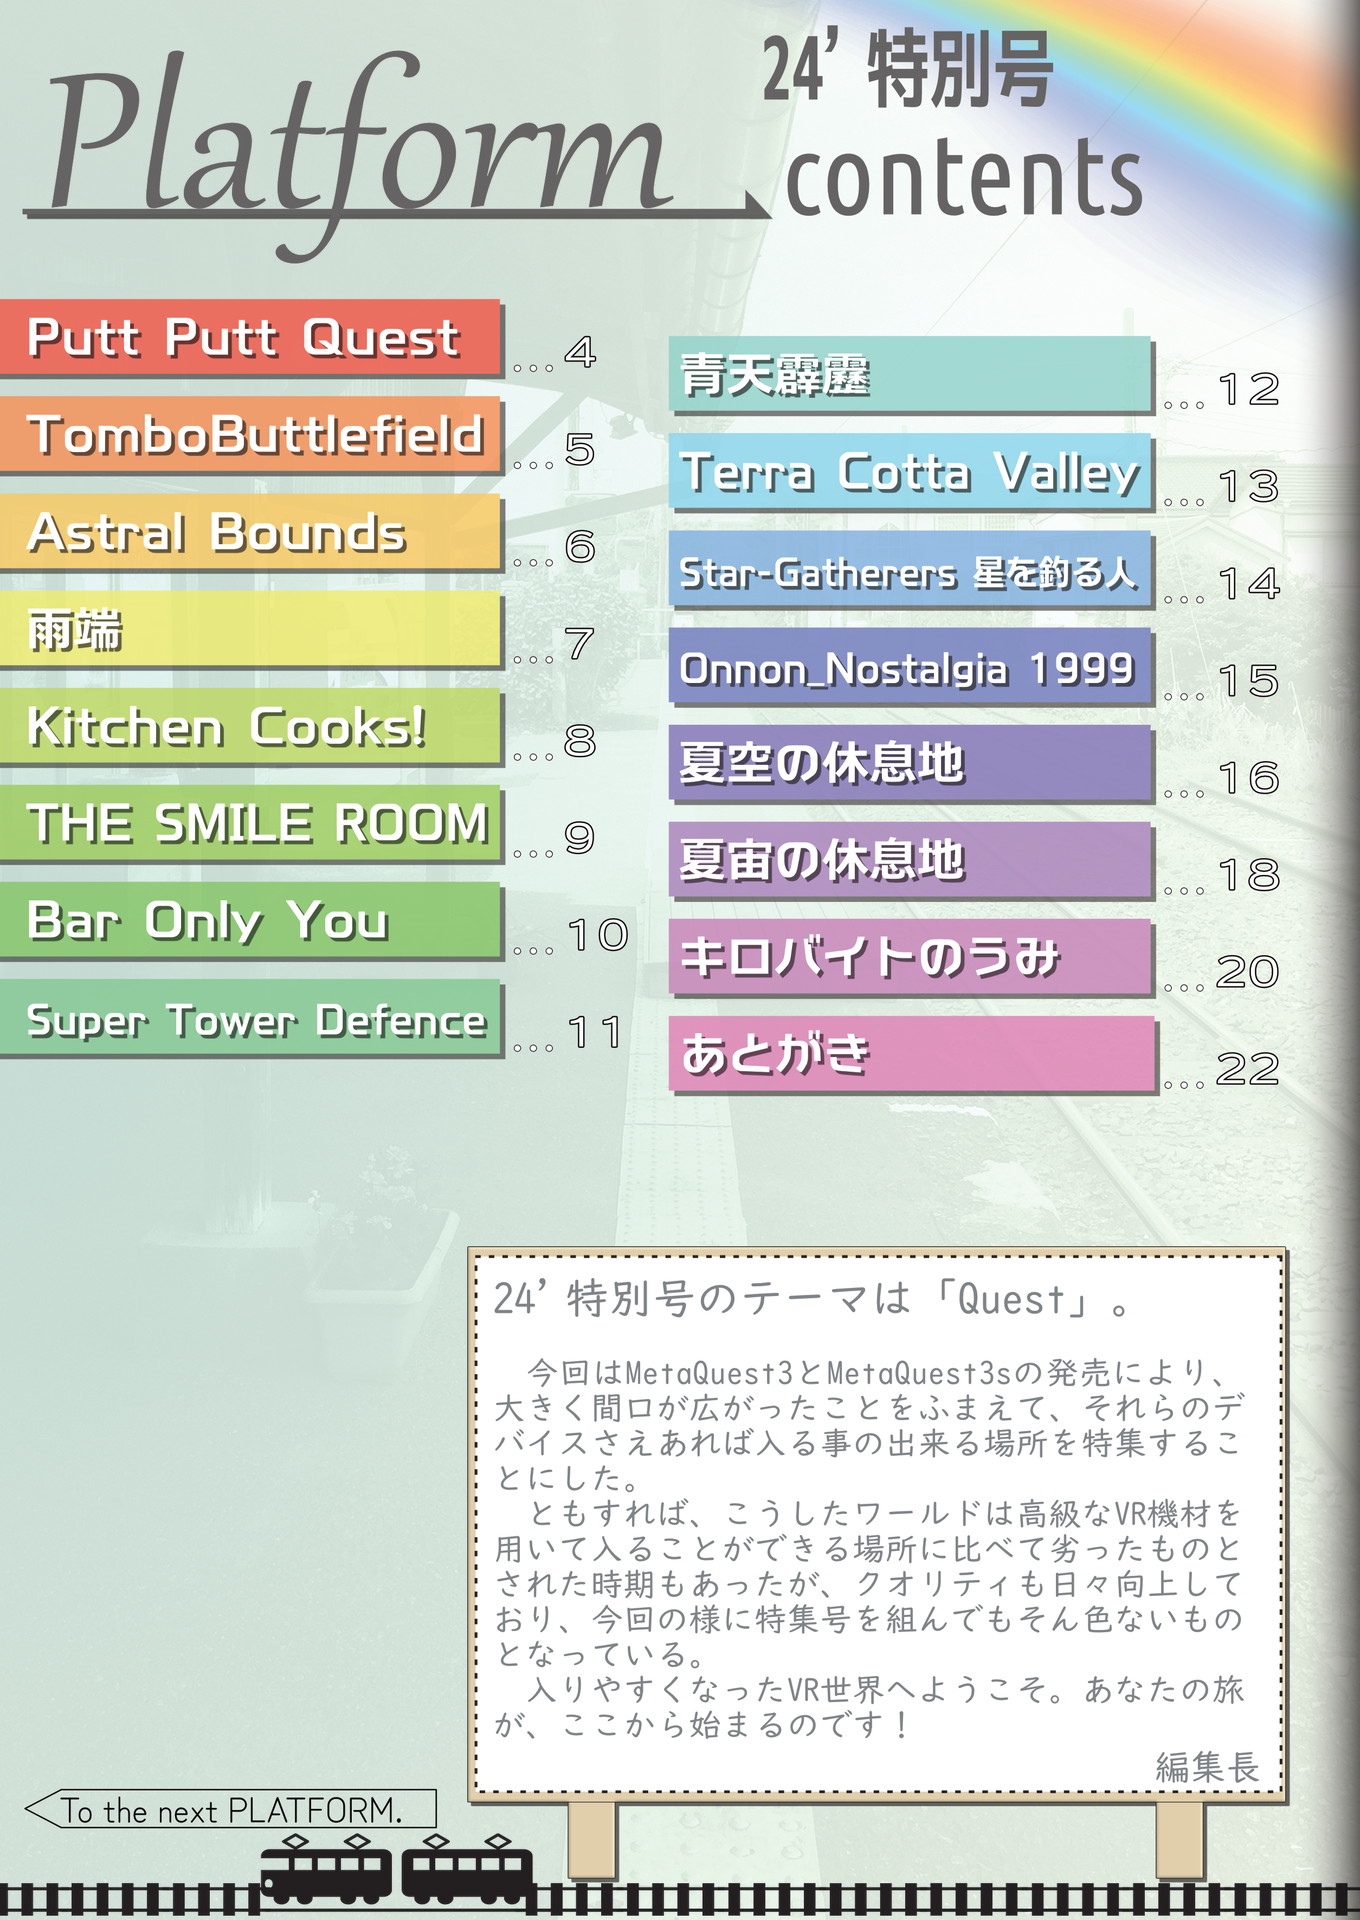 Platform
24’ 特別号
contents
Putt Putt Quest ...4
TomboButtlefield ...5
Astral Bounds ...6
雨端 ...7
Kitchen Cooks! ...8
THE SMILE ROOM ...9
Bar Only You ...10
Super Tower Defence ...11
青天霹靂 ...12
Terra Cotta Valley ...13
Star-Gatherers 星を釣る人 ...14
Onnon_Nostalgia 1999 ...15
夏空の休息地 ...16
夏宙の休息地 ...18
キロバイトのうみ ...20
あとがき ...22
24’ 特別号のテーマは「Quest」。
今回はMetaQuest3とMetaQuest3sの発売により、
大きく間口が広がったことをふまえて、それらのデ
バイスさえあれば入る事の出来る場所を特集するこ
とにした。
ともすれば、こうしたワールドは高級なVR機材を
用いて入ることができる場所に比べて劣ったものと
された時期もあったが、クオリティも日々向上して
おり、今回の様に特集号を組んでもそん色ないもの
となっている。
入りやすくなったVR世界へようこそ。あなたの旅
が、ここから始まるのです！
編集長
To the next PLATFORM.